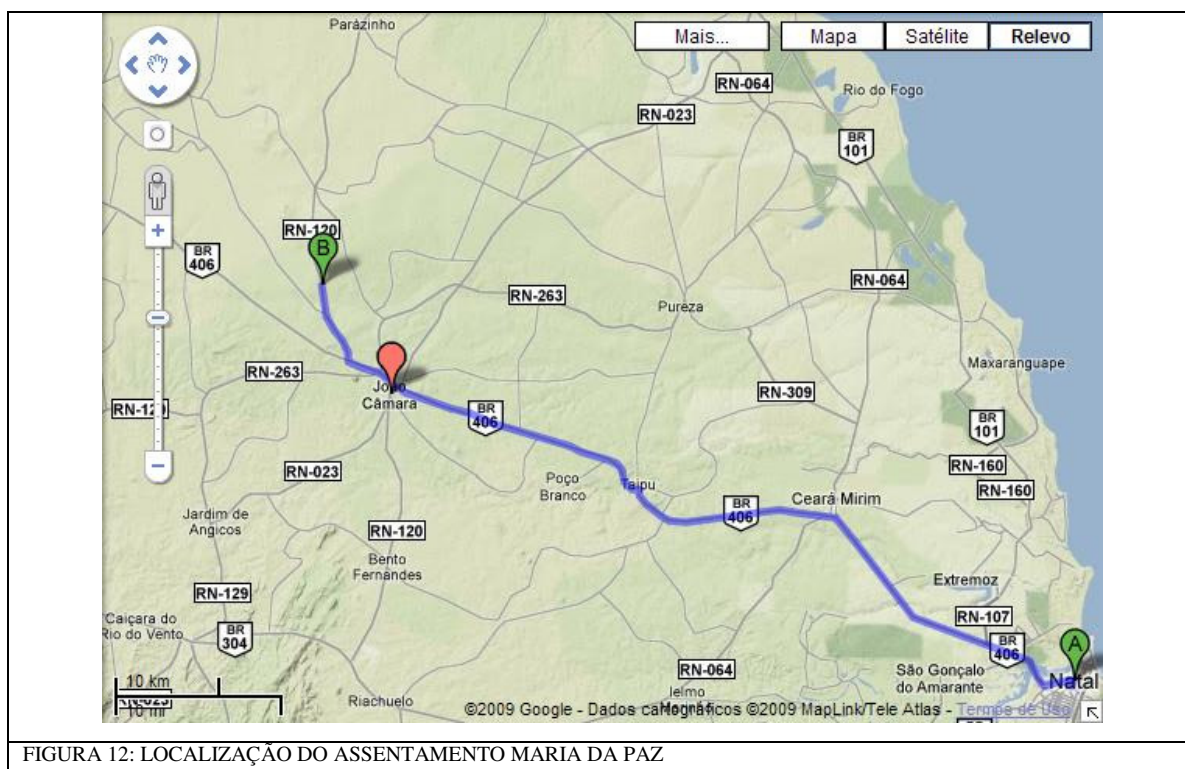 Parázinho
Mais...
Mapa
Satélite
Relevo
RN-064
Rio do Fogo
RN-023
BR
101
RN-120
B
BR
406
RN-064
RN-263
Pureza
Maxaranguape
RN-263
João
Câmara
RN-309
BR
406
BR
101
RN-160
RN-023
Poço
Branco
Taipu
RN-160
BR
406
Ceará Mirim
Jardim de
Angicos
RN-120
Bento
Fernandes
Extremoz
RN-129
RN-107
Caiçara do
Rio do Vento
BR
304
BR
406
A
RN-064
São Gonçalo
do Amarante
Natal
10 km
10 mi
Riachuelo
Ielmo
©2009 Google - Dados cartográficos ©2009 MapLink/Tele Atlas - Termos de Uso
FIGURA 12: LOCALIZAÇÃO DO ASSENTAMENTO MARIA DA PAZ